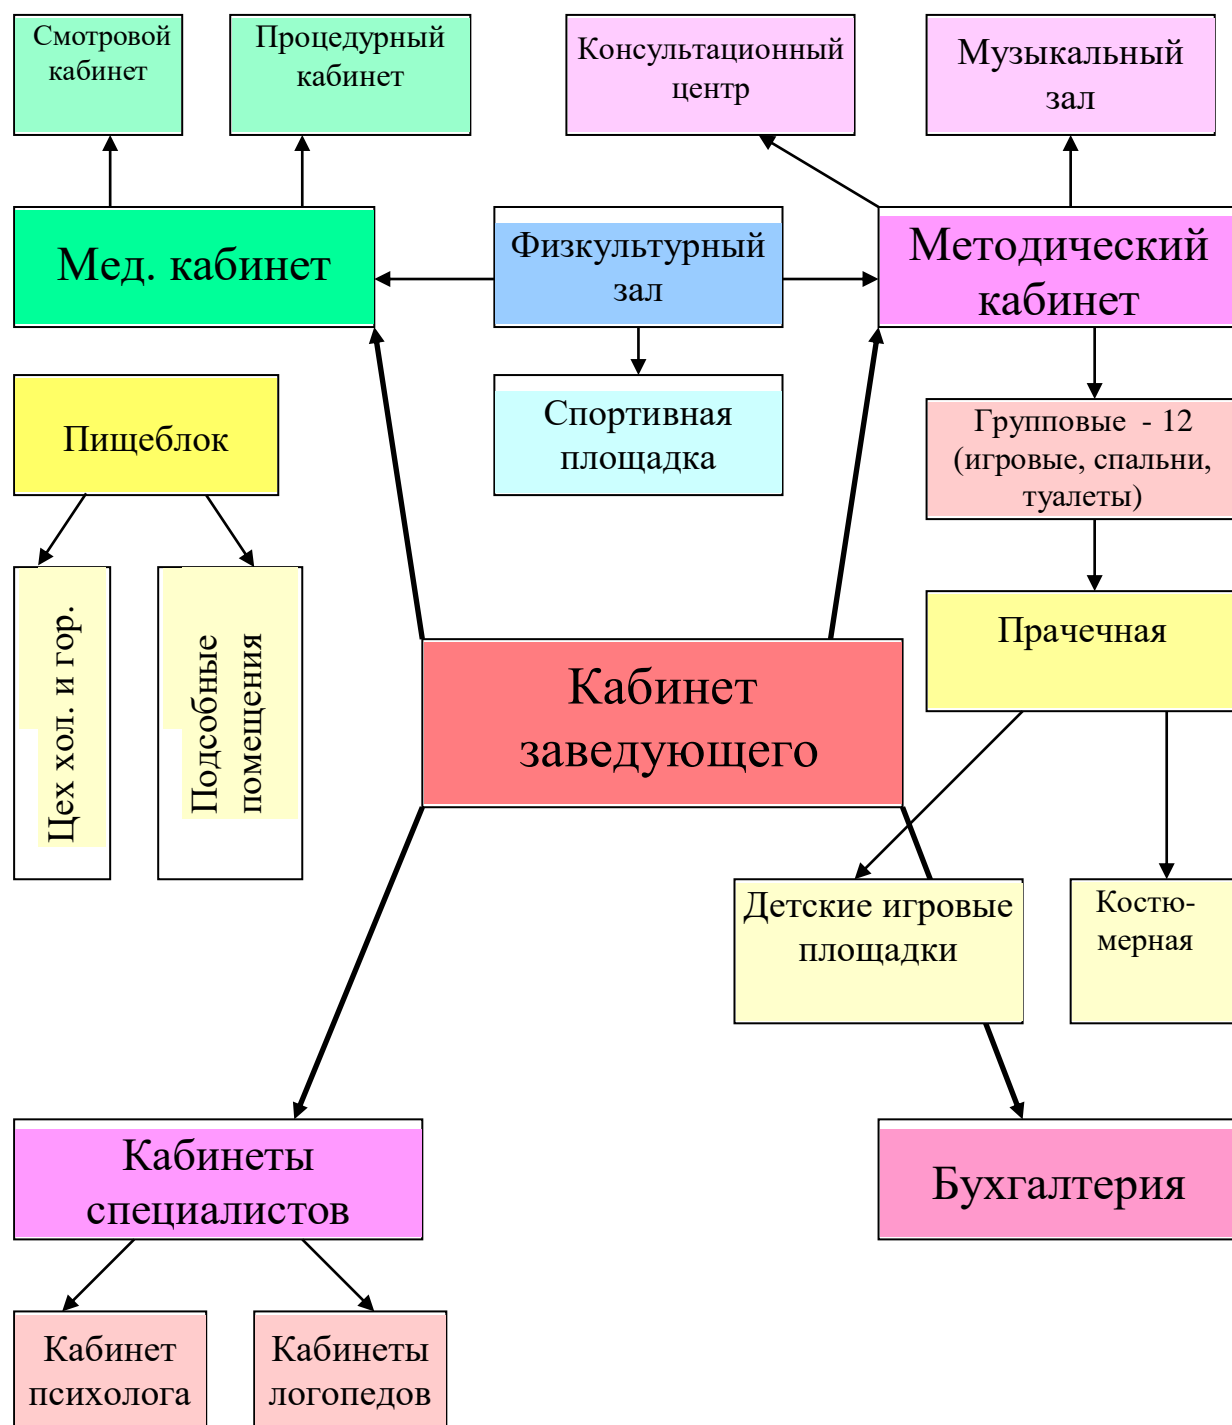 Смотровой
кабинет
Процедурный
кабинет
Консультационный
центр
Музыкальный
зал
Мед. кабинет
Физкультурный
зал
Методический
кабинет
Пищеблок
Спортивная
площадка
Групповые - 12
(игровые, спальни,
туалеты)
Цех хол. и гор.
Подсобные
помещения
Прачечная
Кабинет
заведующего
Детские игровые
площадки
Костю-
мерная
Кабинеты
специалистов
Бухгалтерия
Кабинет
психолога
Кабинеты
логопедов